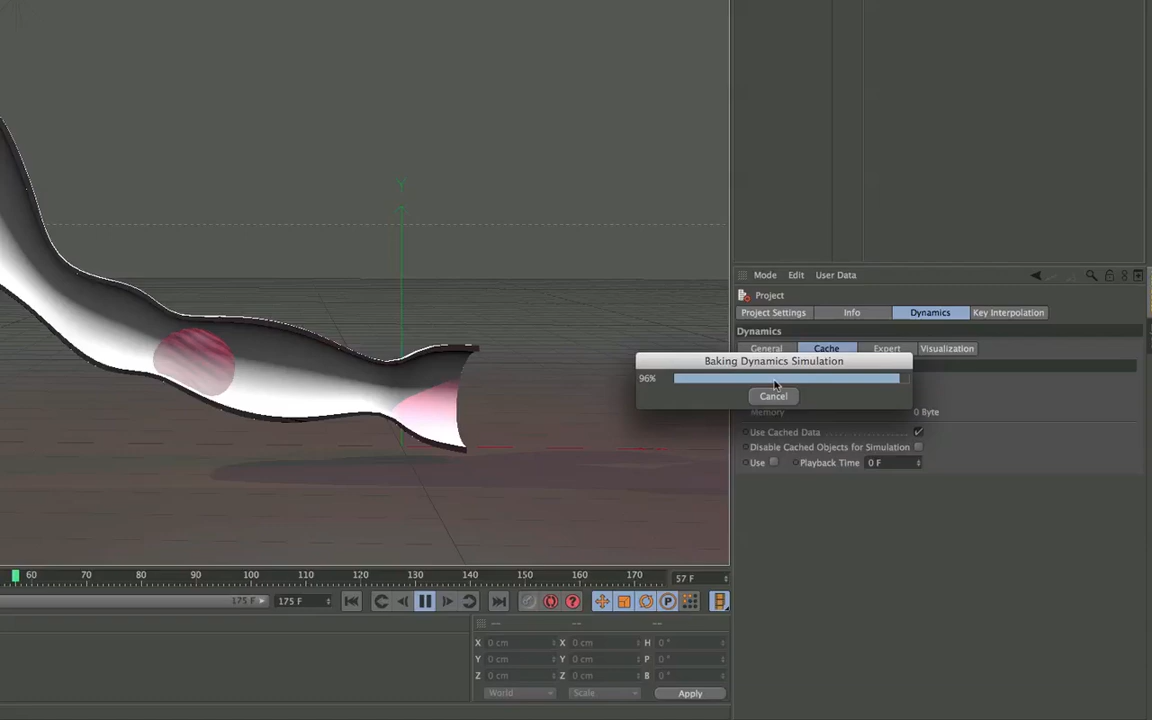 Y
Mode Edit User Data
Project
Project Settings Info Dynamics Key Interpolation
Dynamics
General Cache Expert Visualization
Baking Dynamics Simulation
96%
Cancel
Memory 0 Byte
Use Cached Data
Disable Cached Objects for Simulation
Use Playback Time 0 F
60 70 80 90 100 110 120 130 140 150 160 170 57 F
175 F 175 F
X 0 cm X 0 cm H 0 °
Y 0 cm Y 0 cm P 0 °
Z 0 cm Z 0 cm B 0 °
World Scale Apply